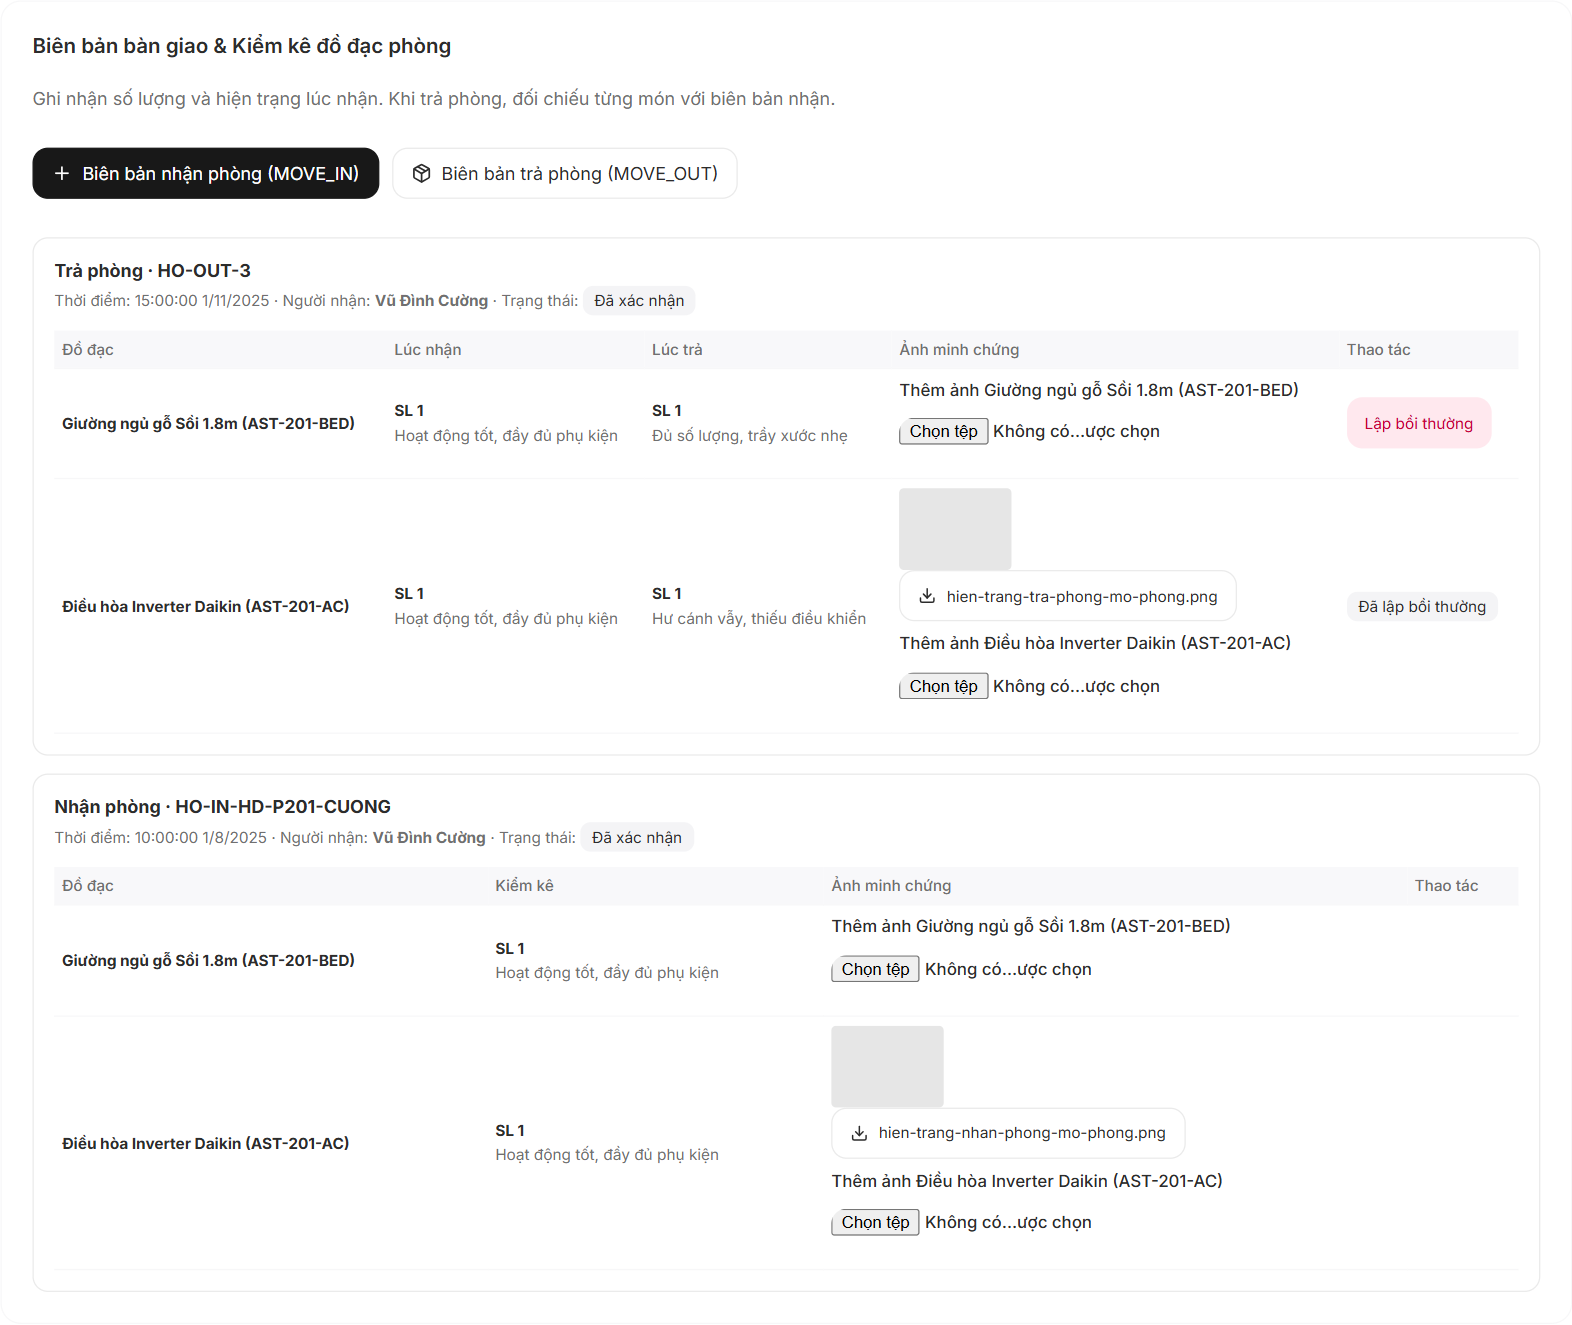 Biên bản bàn giao & Kiểm kê đồ đạc phòng
Ghi nhận số lượng và hiện trạng lúc nhận. Khi trả phòng, đối chiếu từng món với biên bản nhận.
Biên bản nhận phòng (MOVE_IN)
Biên bản trả phòng (MOVE_OUT)
Trả phòng · HO-OUT-3
Thời điểm: 15:00:00 1/11/2025 · Người nhận: Vũ Đình Cường · Trạng thái: Đã xác nhận
Đồ đạc Lúc nhận Lúc trả Ảnh minh chứng Thao tác
Giường ngủ gỗ Sồi 1.8m (AST-201-BED)
SL 1
Hoạt động tốt, đầy đủ phụ kiện
SL 1
Đủ số lượng, trầy xước nhẹ
Thêm ảnh Giường ngủ gỗ Sồi 1.8m (AST-201-BED)
Chọn tệp Không có...ược chọn
Lập bồi thường
Điều hòa Inverter Daikin (AST-201-AC)
SL 1
Hoạt động tốt, đầy đủ phụ kiện
SL 1
Hư cánh vẫy, thiếu điều khiển
hien-trang-tra-phong-mo-phong.png
Thêm ảnh Điều hòa Inverter Daikin (AST-201-AC)
Chọn tệp Không có...ược chọn
Đã lập bồi thường
Nhận phòng · HO-IN-HD-P201-CUONG
Thời điểm: 10:00:00 1/8/2025 · Người nhận: Vũ Đình Cường · Trạng thái: Đã xác nhận
Đồ đạc Kiểm kê Ảnh minh chứng Thao tác
Giường ngủ gỗ Sồi 1.8m (AST-201-BED)
SL 1
Hoạt động tốt, đầy đủ phụ kiện
Thêm ảnh Giường ngủ gỗ Sồi 1.8m (AST-201-BED)
Chọn tệp Không có...ược chọn
Điều hòa Inverter Daikin (AST-201-AC)
SL 1
Hoạt động tốt, đầy đủ phụ kiện
hien-trang-nhan-phong-mo-phong.png
Thêm ảnh Điều hòa Inverter Daikin (AST-201-AC)
Chọn tệp Không có...ược chọn